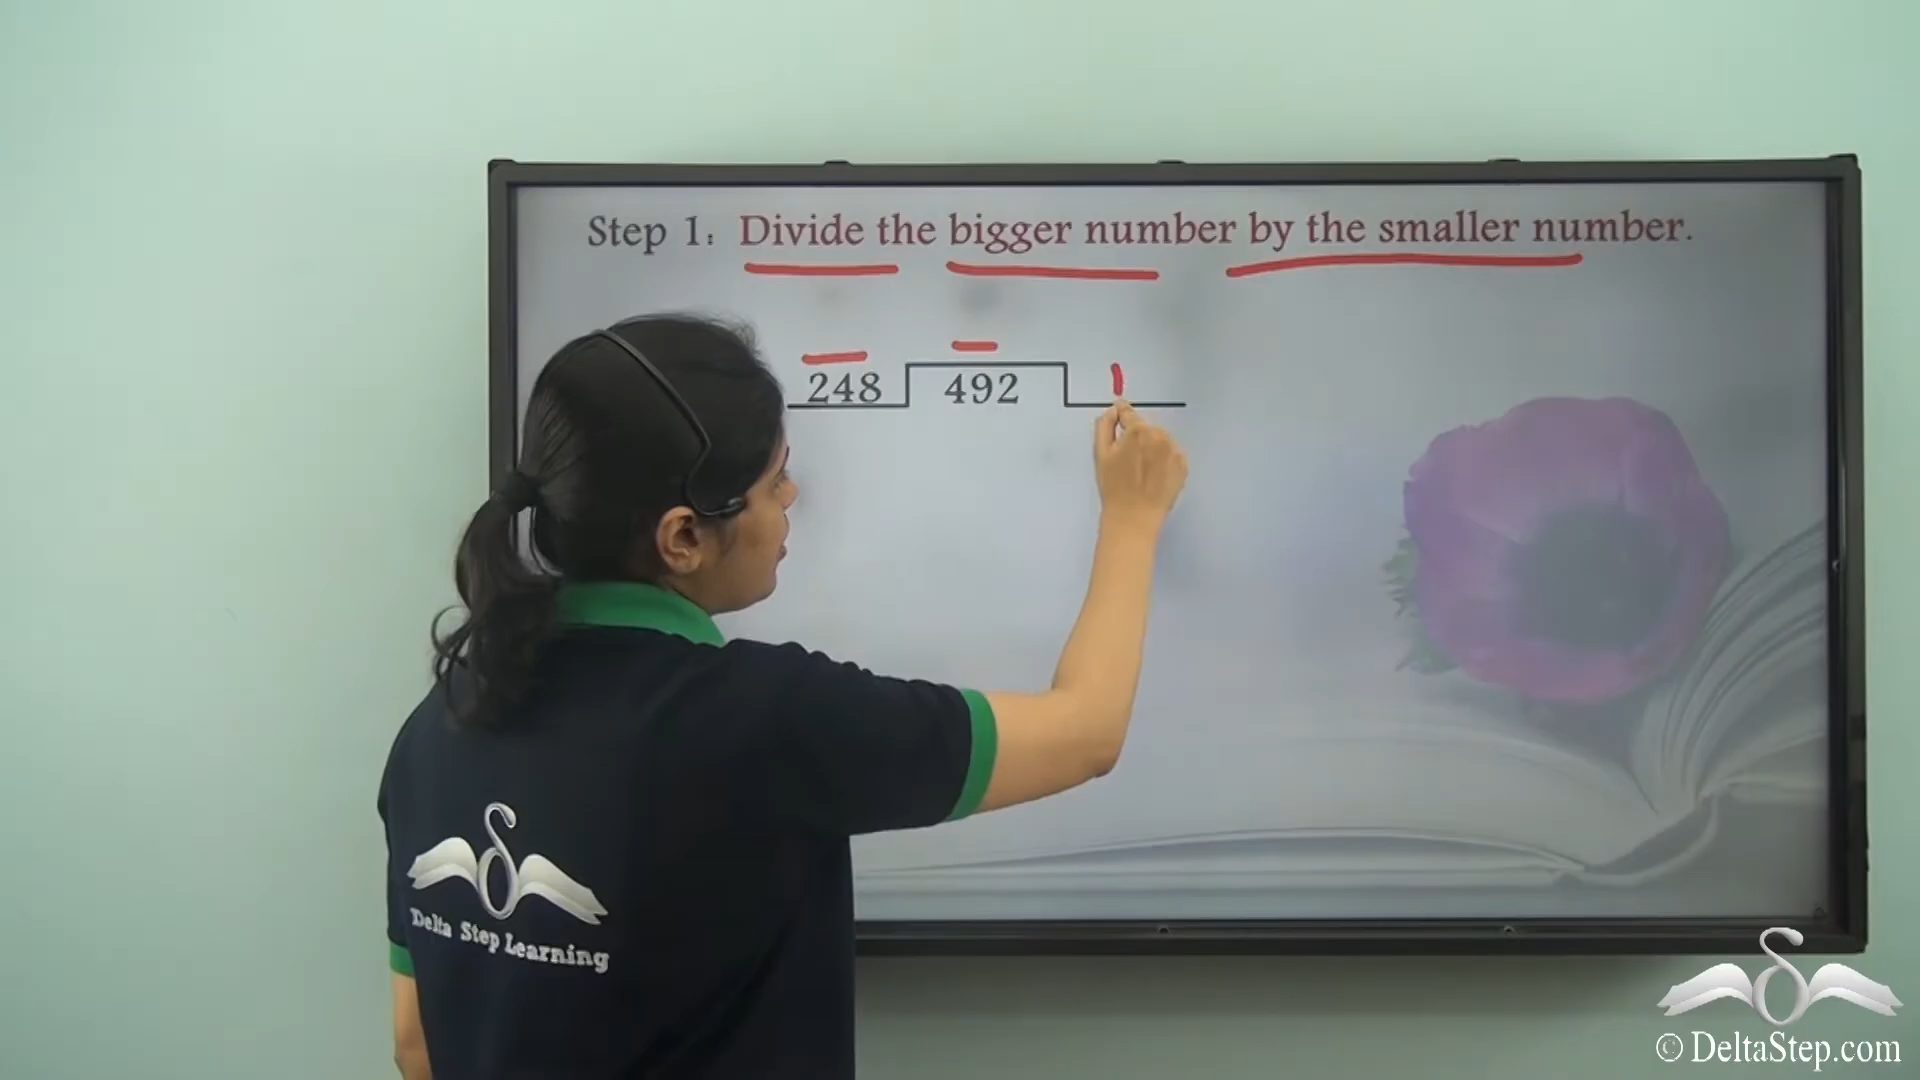 Step 1: Divide the bigger number by the smaller number.
248 492 1
Delta Step Learning
© DeltaStep.com